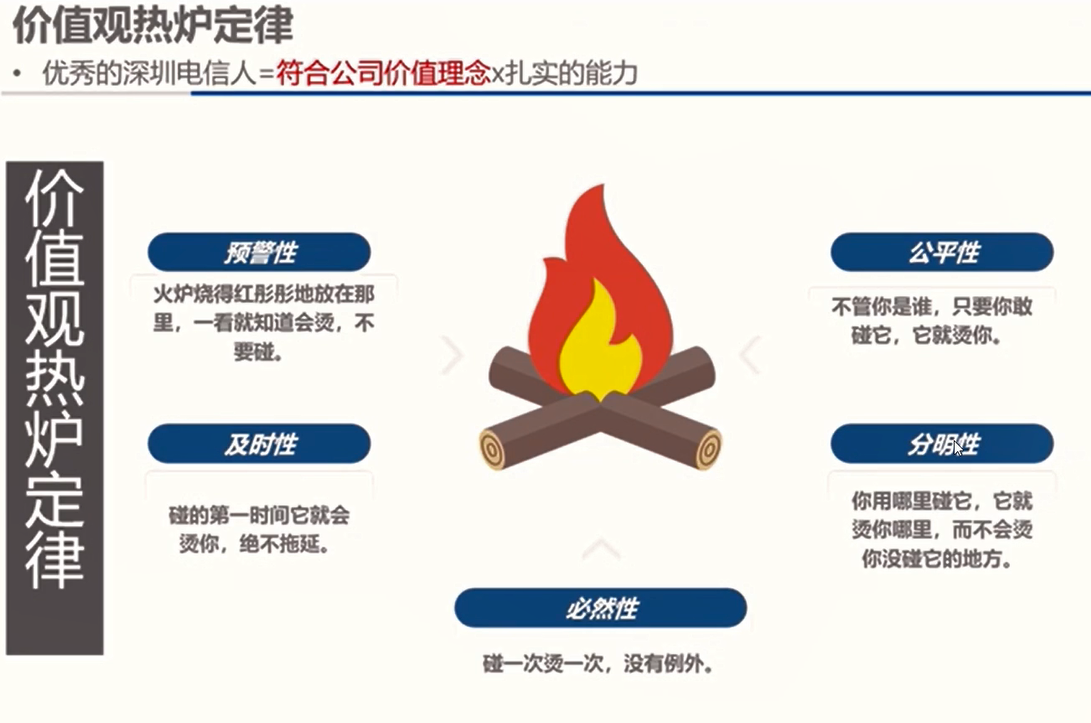 价值观热炉定律
• 优秀的深圳电信人=符合公司价值理念x扎实的能力
价值观热炉定律
预警性
火炉烧得红彤彤地放在那
里，一看就知道会烫，不
要碰。
及时性
碰的第一时间它就会
烫你，绝不拖延。
公平性
不管你是谁，只要你敢
碰它，它就烫你。
分明性
你用哪里碰它，它就
烫你哪里，而不会烫
你没碰它的地方。
必然性
碰一次烫一次，没有例外。